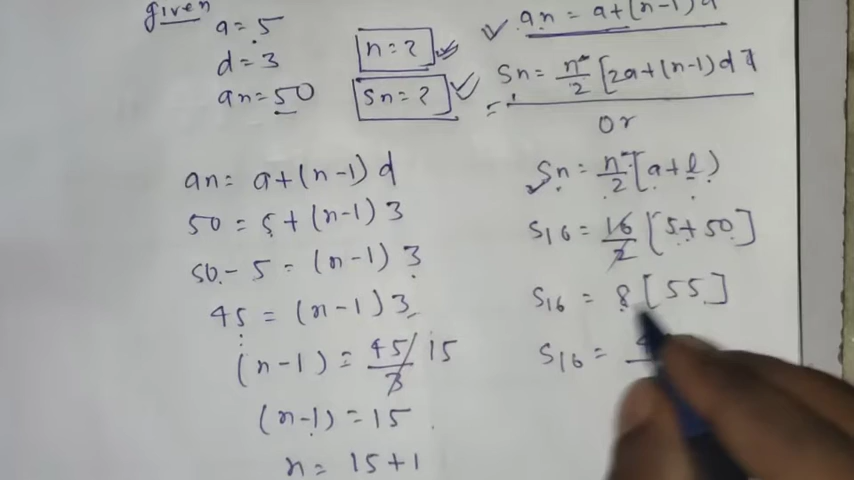 given
a = 5
d = 3
an = 50
n = ?
Sn = ?
an = a+(n-1)d
Sn = n/2 [2a+(n-1)d]
=
Or
Sn = n/2 [a+l)
S16 = 16/2 [5+50]
S16 = 8[55]
S16 =
an = a+(n-1)d
50 = 5+(n-1)3
50-5 = (n-1)3
45 = (n-1)3
(n-1) = 45/3 15
(n-1) = 15
n = 15+1